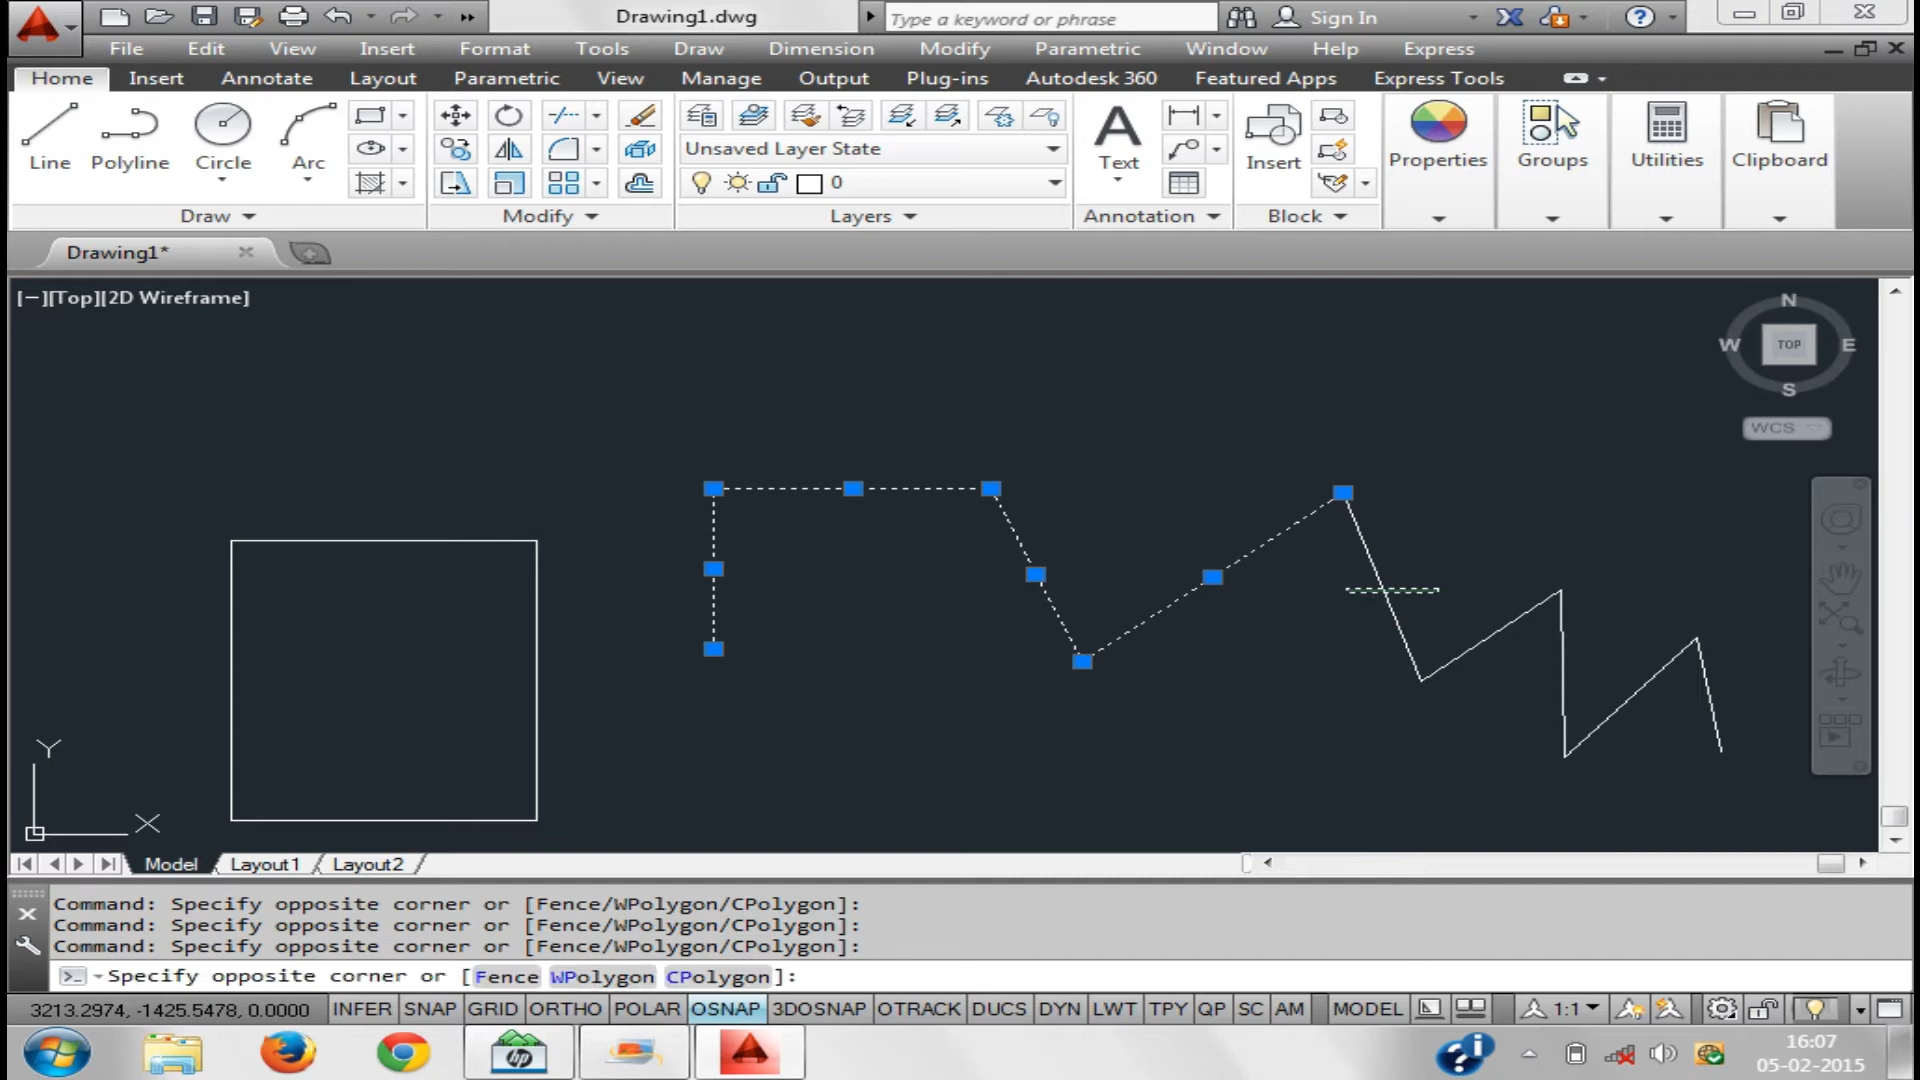 Drawing1.dwg
Type a keyword or phrase
Sign In
File Edit View Insert Format Tools Draw Dimension Modify Parametric Window Help Express
Home Insert Annotate Layout Parametric View Manage Output Plug-ins Autodesk 360 Featured Apps Express Tools
Line Polyline Circle Arc
Unsaved Layer State
0
Text
Insert
Properties
Groups
Utilities
Clipboard
Draw Modify Layers Annotation Block
Drawing1*
[−][Top][2D Wireframe]
N
W TOP E
S
WCS
Y
X
Model Layout1 Layout2
Command: Specify opposite corner or [Fence/WPolygon/CPolygon]:
Command: Specify opposite corner or [Fence/WPolygon/CPolygon]:
Command: Specify opposite corner or [Fence/WPolygon/CPolygon]:
Specify opposite corner or [Fence WPolygon CPolygon]:
3213.2974, -1425.5478, 0.0000 INFER SNAP GRID ORTHO POLAR OSNAP 3DOSNAP OTRACK DUCS DYN LWT TPY QP SC AM MODEL 1:1
hp
16:07
05-02-2015